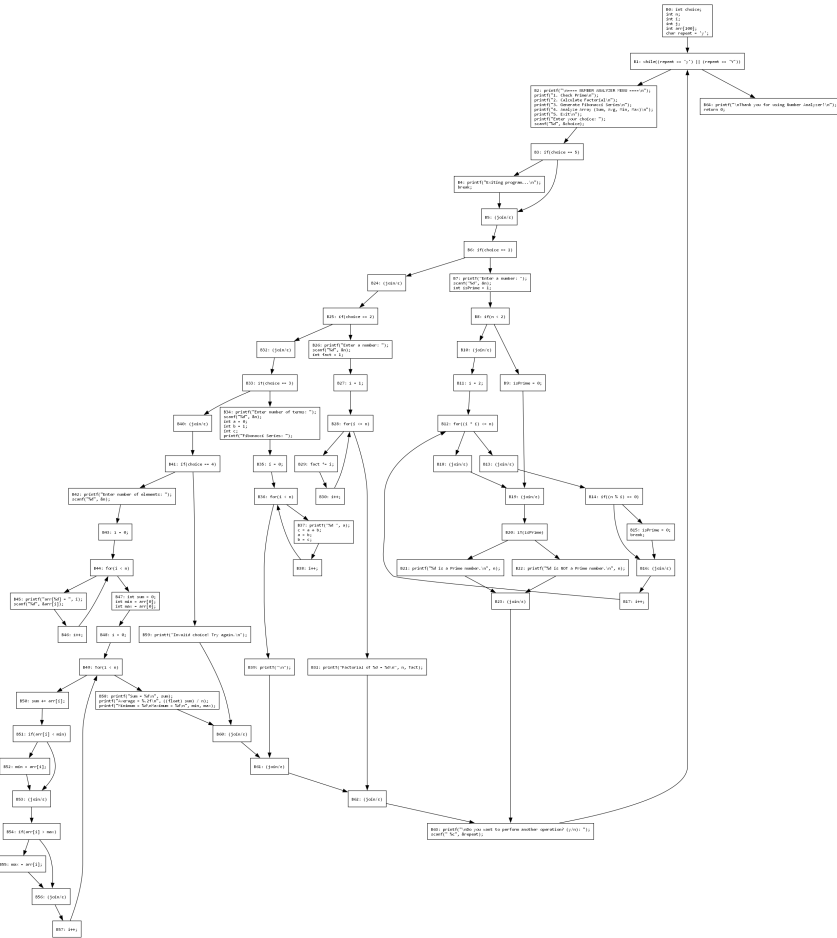 B0: int choice;
int n;
int i;
int j;
int arr[100];
char repeat = 'y';
B1: while((repeat == 'y') || (repeat == 'Y'))
B2: printf("\n==== NUMBER ANALYZER MENU ====\n");
printf("1. Check Prime\n");
printf("2. Calculate Factorial\n");
printf("3. Generate Fibonacci Series\n");
printf("4. Analyze Array (Sum, Avg, Min, Max)\n");
printf("5. Exit\n");
printf("Enter your choice: ");
scanf("%d", &choice);
printf("\nThank you for using Number Analyzer!\n");
return 0;
B3: if(choice == 5)
B4: printf("Exiting program...\n");
break;
B5: (join/s)
B6: if(choice == 1)
B24: (join/s)
B7: printf("Enter a number: ");
scanf("%d", &n);
int isPrime = 1;
B25: if(choice == 2)
B8: if(n < 2)
B32: (join/s)
B26: printf("Enter a number: ");
scanf("%d", &n);
int fact = 1;
B10: (join/s)
B33: if(choice == 3)
B27: i = 1;
B11: i = 2;
B9: isPrime = 0;
B40: (join/s)
B34: printf("Enter number of terms: ");
scanf("%d", &n);
int a = 0;
int b = 1;
int c;
printf("Fibonacci Series: ");
B28: for(i <= n)
B12: for((i * i) <= n)
B41: if(choice == 4)
B35: i = 0;
B29: fact *= i;
B18: (join/s)
B13: (join/s)
B42: printf("Enter number of elements: ");
scanf("%d", &n);
B36: for(i < n)
B30: i++;
B19: (join/s)
B14: if((n % i) == 0)
B43: i = 0;
B37: printf("%d ", a);
c = a + b;
a = b;
b = c;
B20: if(isPrime)
B15: isPrime = 0;
break;
B44: for(i < n)
B38: i++;
B21: printf("%d is a Prime number.\n", n);
B22: printf("%d is NOT a Prime number.\n", n);
B16: (join/s)
B45: printf("arr[%d] = ", i);
scanf("%d", &arr[i]);
B47: int sum = 0;
int min = arr[0];
int max = arr[0];
B23: (join/s)
B17: i++;
B46: i++;
B48: i = 0;
B59: printf("Invalid choice! Try again.\n");
B49: for(i < n)
B39: printf("\n");
B31: printf("Factorial of %d = %d\n", n, fact);
B50: sum += arr[i];
B58: printf("Sum = %d\n", sum);
printf("Average = %.2f\n", ((float) sum) / n);
printf("Minimum = %d\nMaximum = %d\n", min, max);
B51: if(arr[i] < min)
B60: (join/s)
B52: min = arr[i];
B61: (join/s)
B53: (join/s)
B62: (join/s)
B54: if(arr[i] > max)
B63: printf("\nDo you want to perform another operation? (y/n): ");
scanf(" %c", &repeat);
B55: max = arr[i];
B56: (join/s)
B57: i++;